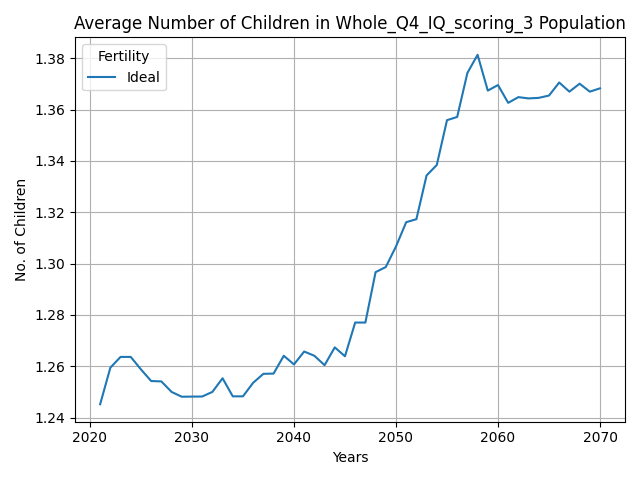 Average Number of Children in Whole_Q4_IQ_scoring_3 Population
Fertility
Ideal
1.38
1.36
1.34
1.32
1.30
1.28
1.26
1.24
No. of Children
2020
2030
2040
2050
2060
2070
Years